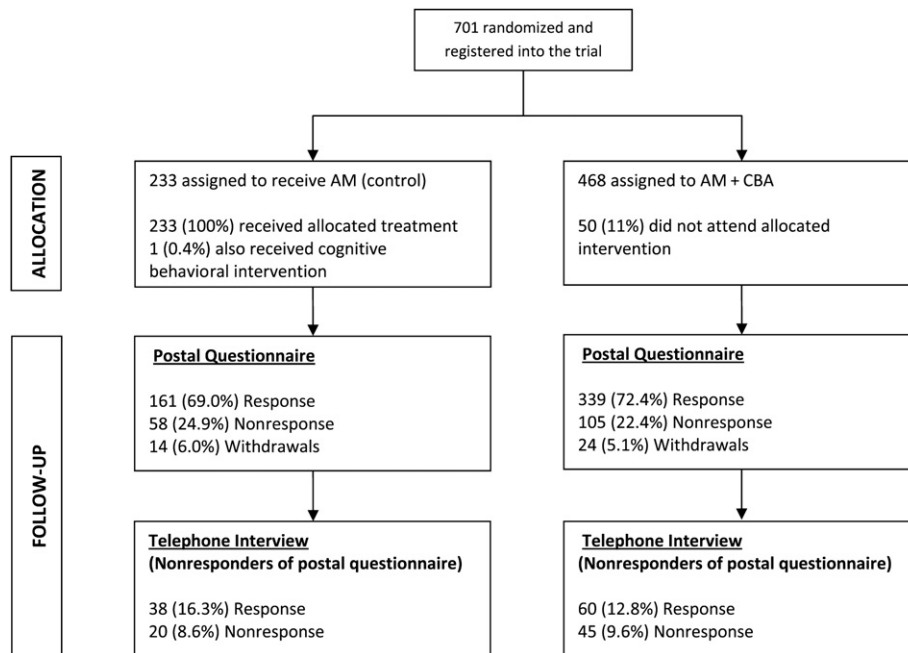 701 randomized and
registered into the trial
ALLOCATION
233 assigned to receive AM (control)
233 (100%) received allocated treatment
1 (0.4%) also received cognitive
behavioral intervention
468 assigned to AM + CBA
50 (11%) did not attend allocated
intervention
FOLLOW-UP
Postal Questionnaire
161 (69.0%) Response
58 (24.9%) Nonresponse
14 (6.0%) Withdrawals
Postal Questionnaire
339 (72.4%) Response
105 (22.4%) Nonresponse
24 (5.1%) Withdrawals
Telephone Interview
(Nonresponders of postal questionnaire)
38 (16.3%) Response
20 (8.6%) Nonresponse
Telephone Interview
(Nonresponders of postal questionnaire)
60 (12.8%) Response
45 (9.6%) Nonresponse